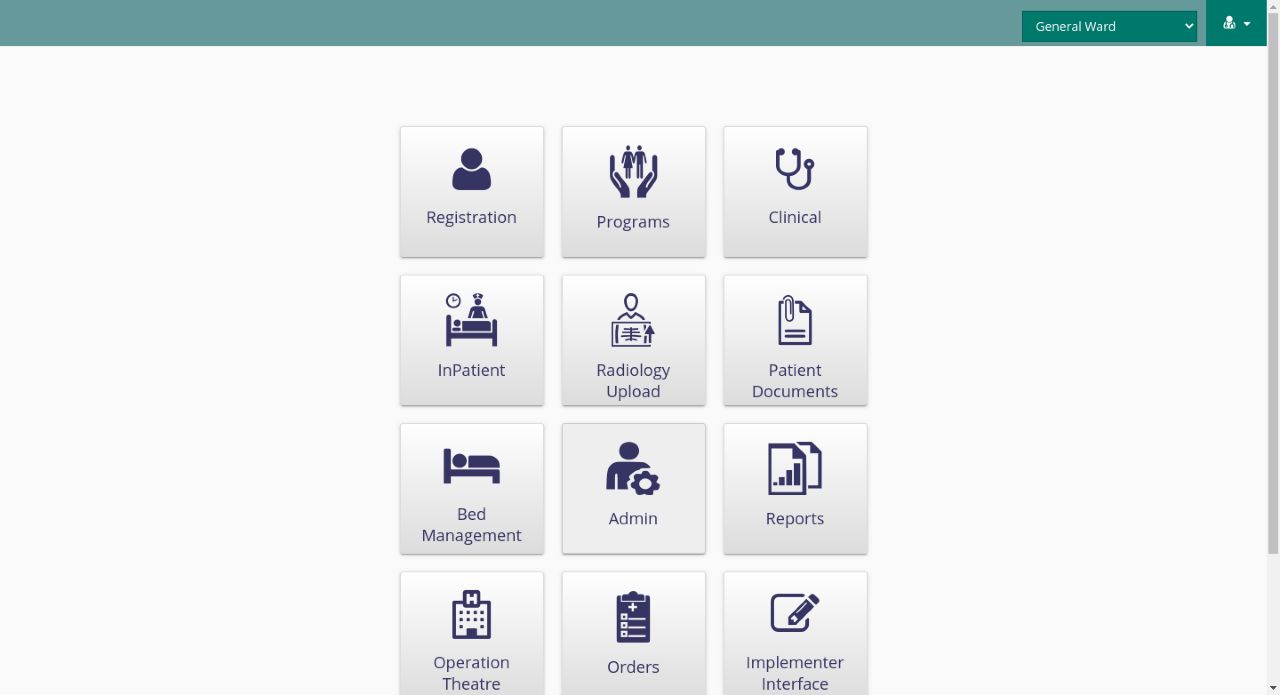 General Ward
Registration
Programs
Clinical
InPatient
Radiology
Upload
Patient
Documents
Bed
Management
Admin
Reports
Operation
Theatre
Orders
Implementer
Interface